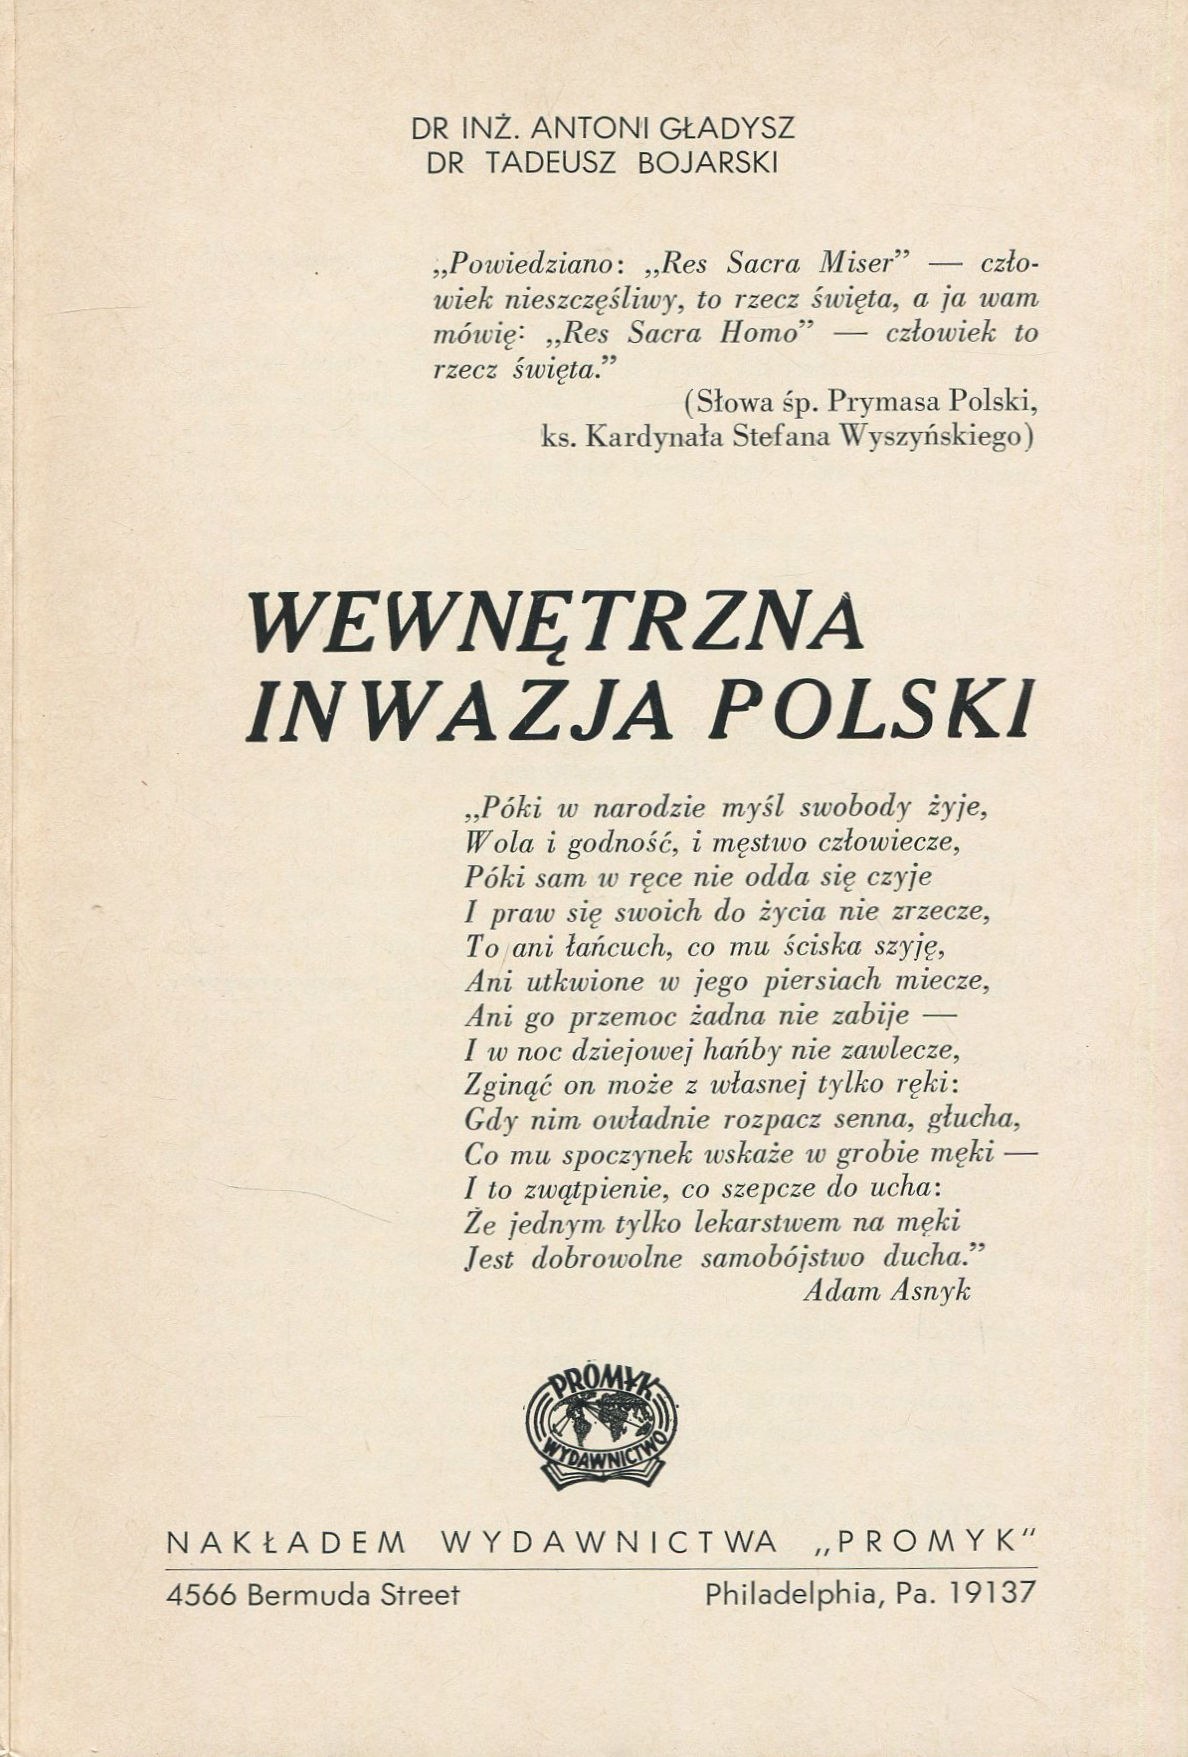 DR INŻ. ANTONI GŁADYSZ
DR TADEUSZ BOJARSKI
„Powiedziano: „Res Sacra Miser” — czło-
wiek nieszczęśliwy, to rzecz święta, a ja wam
mówię: „Res Sacra Homo” — człowiek to
rzecz święta.”
(Słowa śp. Prymasa Polski,
ks. Kardynała Stefana Wyszyńskiego)
WEWNĘTRZNA
INWAZJA POLSKI
„Póki w narodzie myśl swobody żyje,
Wola i godność, i męstwo człowiecze,
Póki sam w ręce nie odda się czyje
I praw się swoich do życia nie zrzecze,
To ani łańcuch, co mu ściska szyję,
Ani utkwione w jego piersiach miecze,
Ani go przemoc żadna nie zabije —
I w noc dziejowej hańby nie zawlecze,
Zginąć on może z własnej tylko ręki:
Gdy nim owładnie rozpacz senna, głucha,
Co mu spoczynek wskaże w grobie męki —
I to zwątpienie, co szepcze do ucha:
Że jednym tylko lekarstwem na męki
Jest dobrowolne samobójstwo ducha.”
Adam Asnyk
PROMYK
WYDAWNICTWO
NAKŁADEM WYDAWNICTWA „PROMYK“
4566 Bermuda Street Philadelphia, Pa. 19137